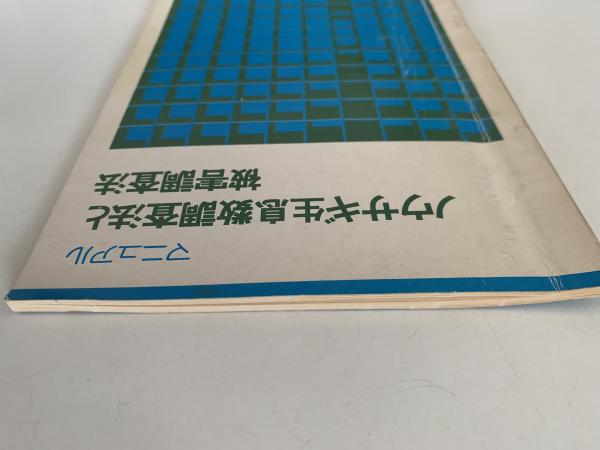 マニュアル
ノウサギ生息数調査法と
被害調査法